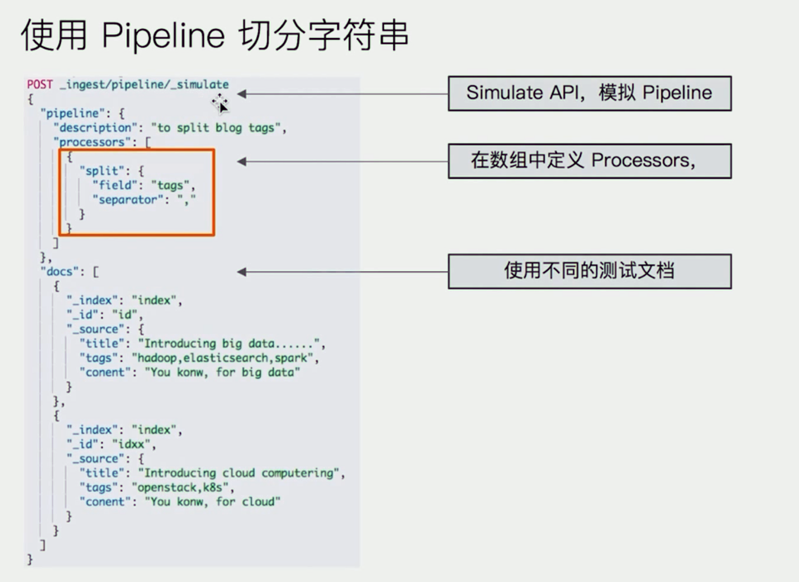 使用 Pipeline 切分字符串
POST _ingest/pipeline/_simulate
{
"pipeline": {
"description": "to split blog tags",
"processors": [
{
"split": {
"field": "tags",
"separator": ","
}
}
]
},
"docs": [
{
"_index": "index",
"_id": "id",
"_source": {
"title": "Introducing big data......",
"tags": "hadoop,elasticsearch,spark",
"conent": "You konw, for big data"
}
},
{
"_index": "index",
"_id": "idxx",
"_source": {
"title": "Introducing cloud computering",
"tags": "openstack,k8s",
"conent": "You konw, for cloud"
}
}
]
}
Simulate API，模拟 Pipeline
在数组中定义 Processors，
使用不同的测试文档